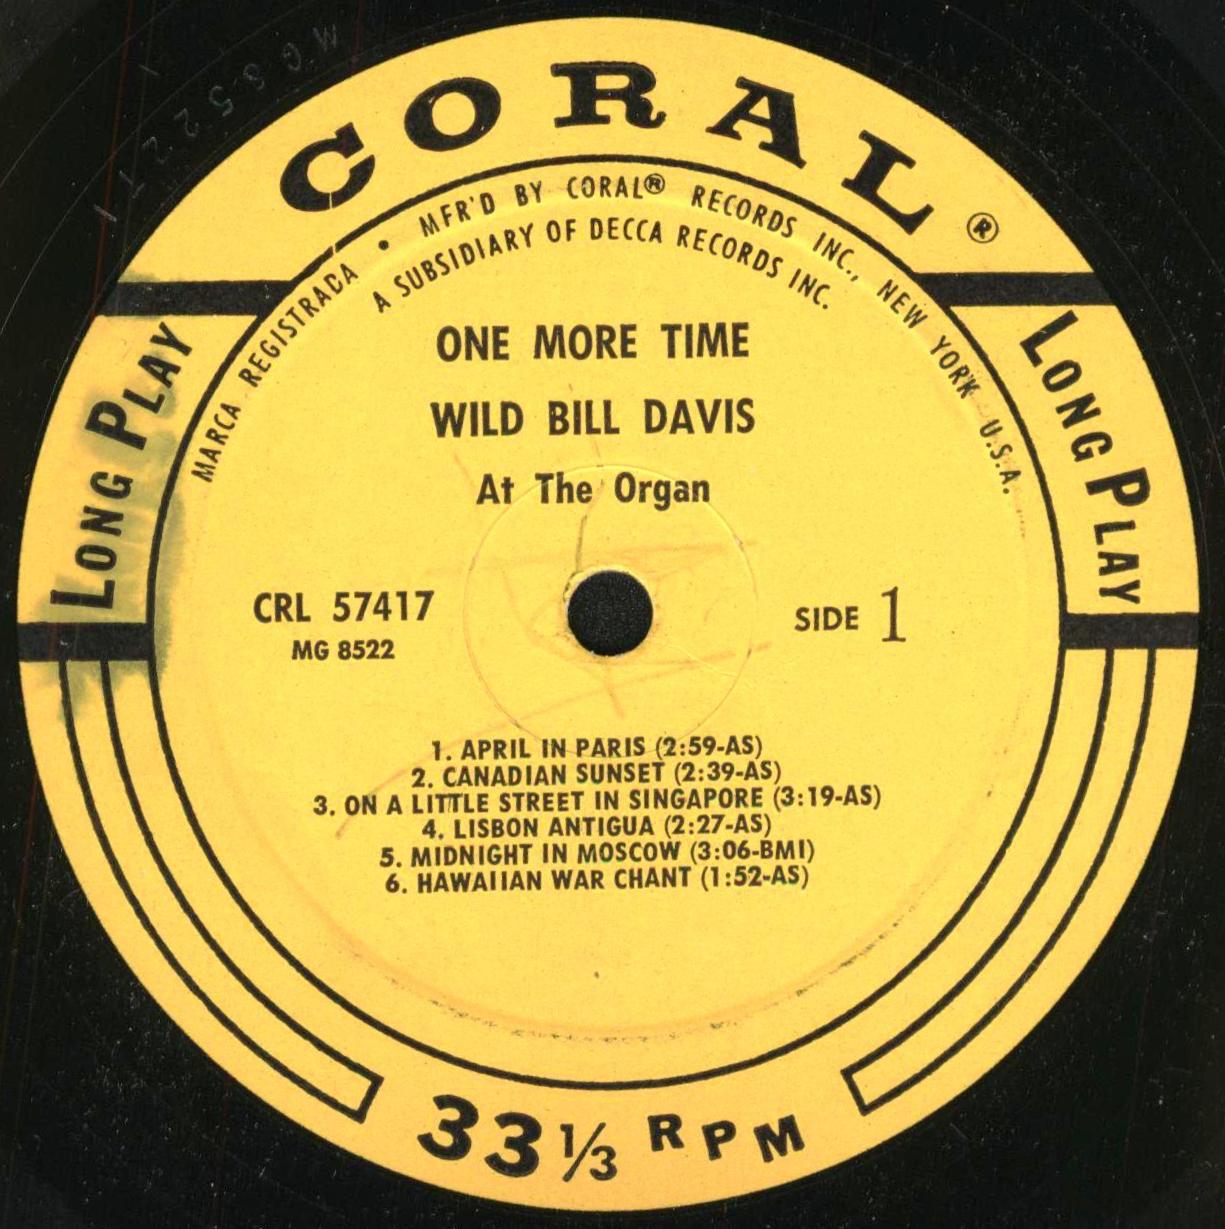 CORAL®
MARCA REGISTRADA • MFR'D BY CORAL® RECORDS INC., NEW YORK U.S.A.
A SUBSIDIARY OF DECCA RECORDS INC.
LONG PLAY
LONG PLAY
ONE MORE TIME
WILD BILL DAVIS
At The Organ
CRL 57417
MG 8522
SIDE 1
1. APRIL IN PARIS (2:59-AS)
2. CANADIAN SUNSET (2:39-AS)
3. ON A LITTLE STREET IN SINGAPORE (3:19-AS)
4. LISBON ANTIGUA (2:27-AS)
5. MIDNIGHT IN MOSCOW (3:06-BMI)
6. HAWAIIAN WAR CHANT (1:52-AS)
33 1/3 RPM